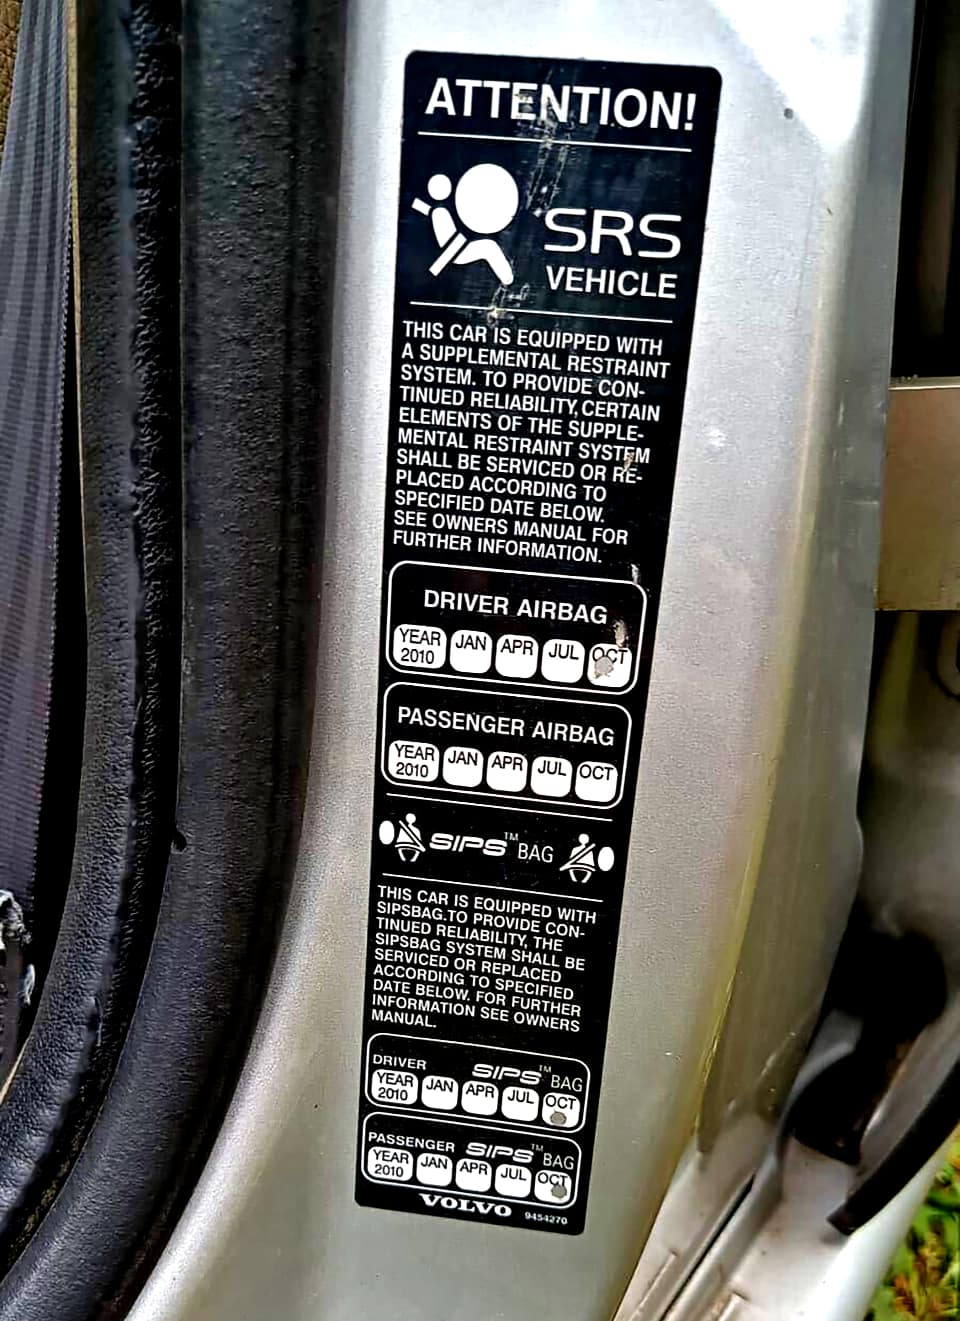 ATTENTION!
SRS
VEHICLE
THIS CAR IS EQUIPPED WITH
A SUPPLEMENTAL RESTRAINT
SYSTEM. TO PROVIDE CON-
TINUED RELIABILITY, CERTAIN
ELEMENTS OF THE SUPPLE-
MENTAL RESTRAINT SYSTEM
SHALL BE SERVICED OR RE-
PLACED ACCORDING TO
SPECIFIED DATE BELOW.
SEE OWNERS MANUAL FOR
FURTHER INFORMATION.
DRIVER AIRBAG
YEAR JAN APR JUL OCT
2010
PASSENGER AIRBAG
YEAR JAN APR JUL OCT
2010
SIPS™ BAG
THIS CAR IS EQUIPPED WITH
SIPSBAG.TO PROVIDE CON-
TINUED RELIABILITY, THE
SIPSBAG SYSTEM SHALL BE
SERVICED OR REPLACED
ACCORDING TO SPECIFIED
DATE BELOW. FOR FURTHER
INFORMATION SEE OWNERS
MANUAL.
DRIVER SIPS™ BAG
YEAR JAN APR JUL OCT
2010
PASSENGER SIPS™ BAG
YEAR JAN APR JUL OCT
2010
VOLVO 9454270